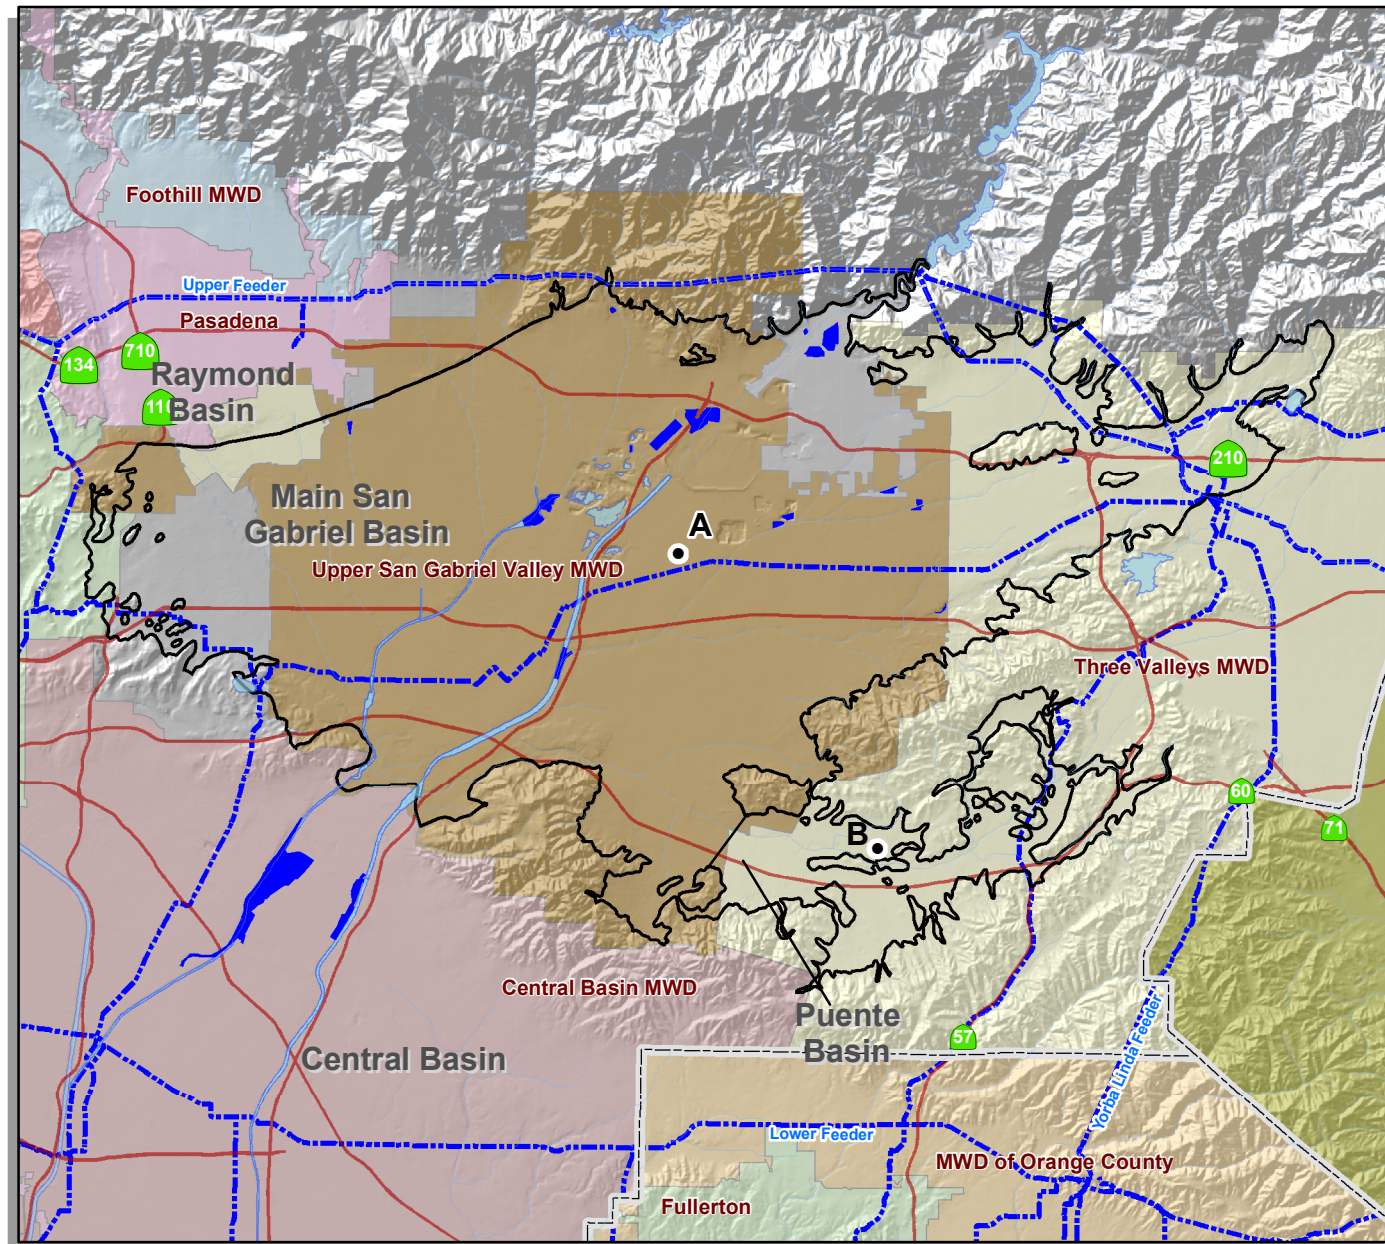 Foothill MWD
Upper Feeder
Pasadena
710
134
Raymond
Basin
110
210
Main San
Gabriel Basin
A
Upper San Gabriel Valley MWD
Three Valleys MWD
60
71
B
Central Basin MWD
Puente
Basin
57
Central Basin
Yorba Linda Feeder
Lower Feeder
MWD of Orange County
Fullerton